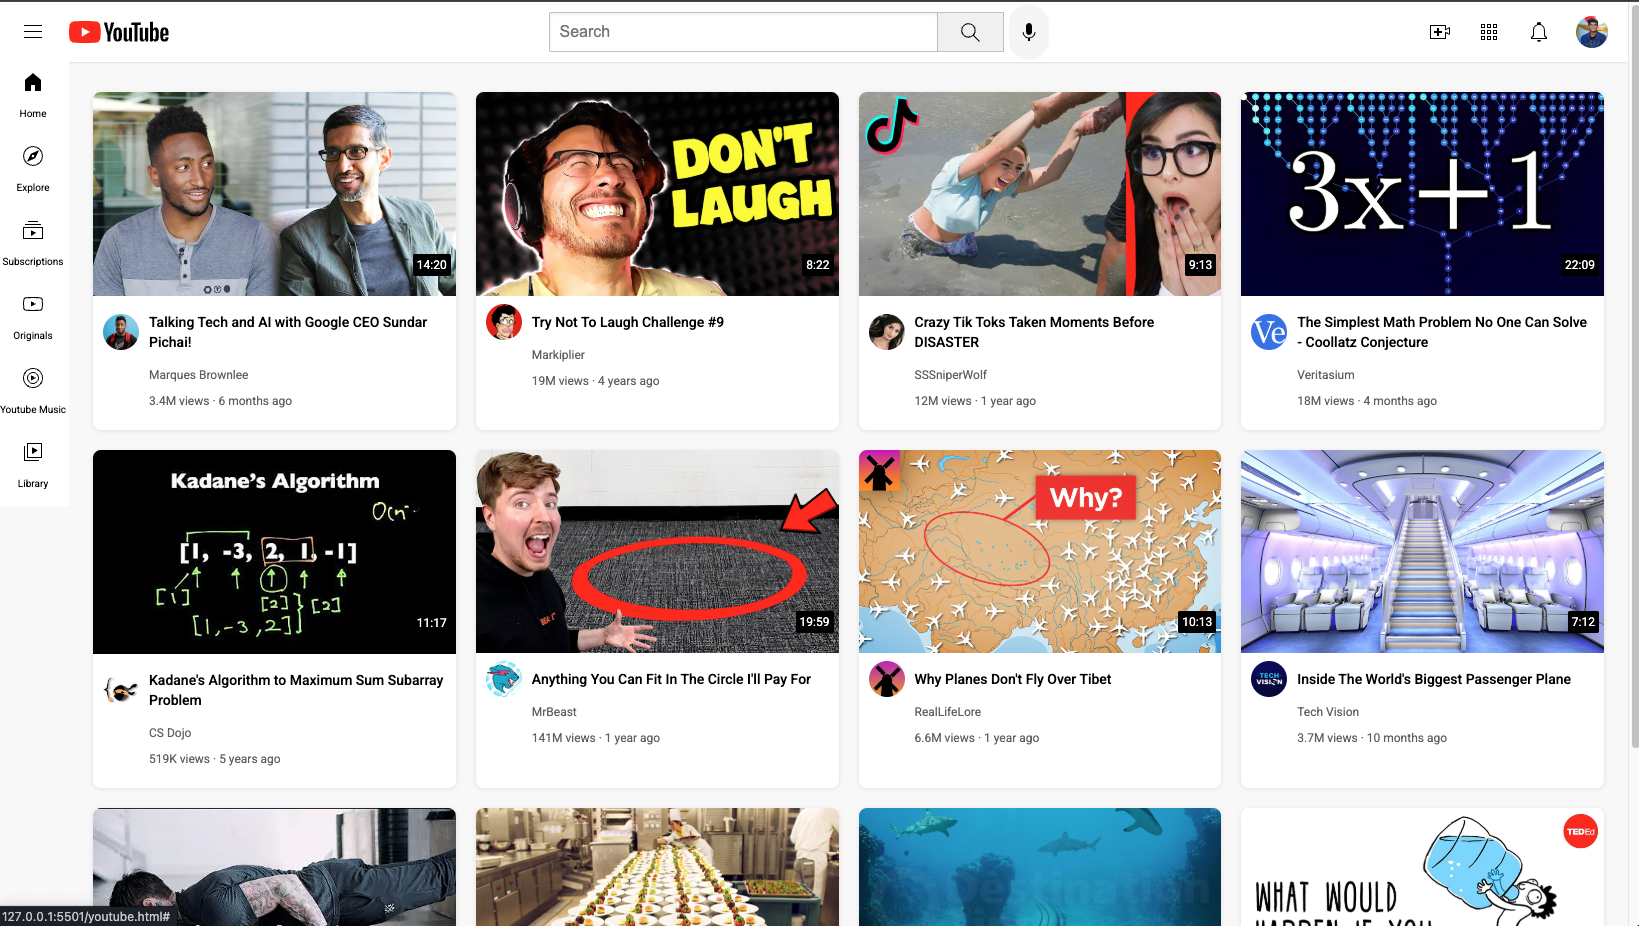 YouTube
Search
Home
Explore
Subscriptions
Originals
Youtube Music
Library
DON'T
LAUGH
3x+1
14:20
8:22
9:13
22:09
Talking Tech and AI with Google CEO Sundar
Pichai!
Marques Brownlee
3.4M views · 6 months ago
Try Not To Laugh Challenge #9
Markiplier
19M views · 4 years ago
Crazy Tik Toks Taken Moments Before
DISASTER
SSSniperWolf
12M views · 1 year ago
Ve
The Simplest Math Problem No One Can Solve
- Coollatz Conjecture
Veritasium
18M views · 4 months ago
Kadane's Algorithm
[1, -3, 2, 1, -1]
[1]
[2]
[2]
[1, -3, 2]
11:17
19:59
Why?
10:13
7:12
Kadane's Algorithm to Maximum Sum Subarray
Problem
CS Dojo
519K views · 5 years ago
Anything You Can Fit In The Circle I'll Pay For
MrBeast
141M views · 1 year ago
Why Planes Don't Fly Over Tibet
RealLifeLore
6.6M views · 1 year ago
TECH
VISION
Inside The World's Biggest Passenger Plane
Tech Vision
3.7M views · 10 months ago
TEDEd
WHAT WOULD
HAPPEN IF YOU
127.0.0.1:5501/youtube.html#